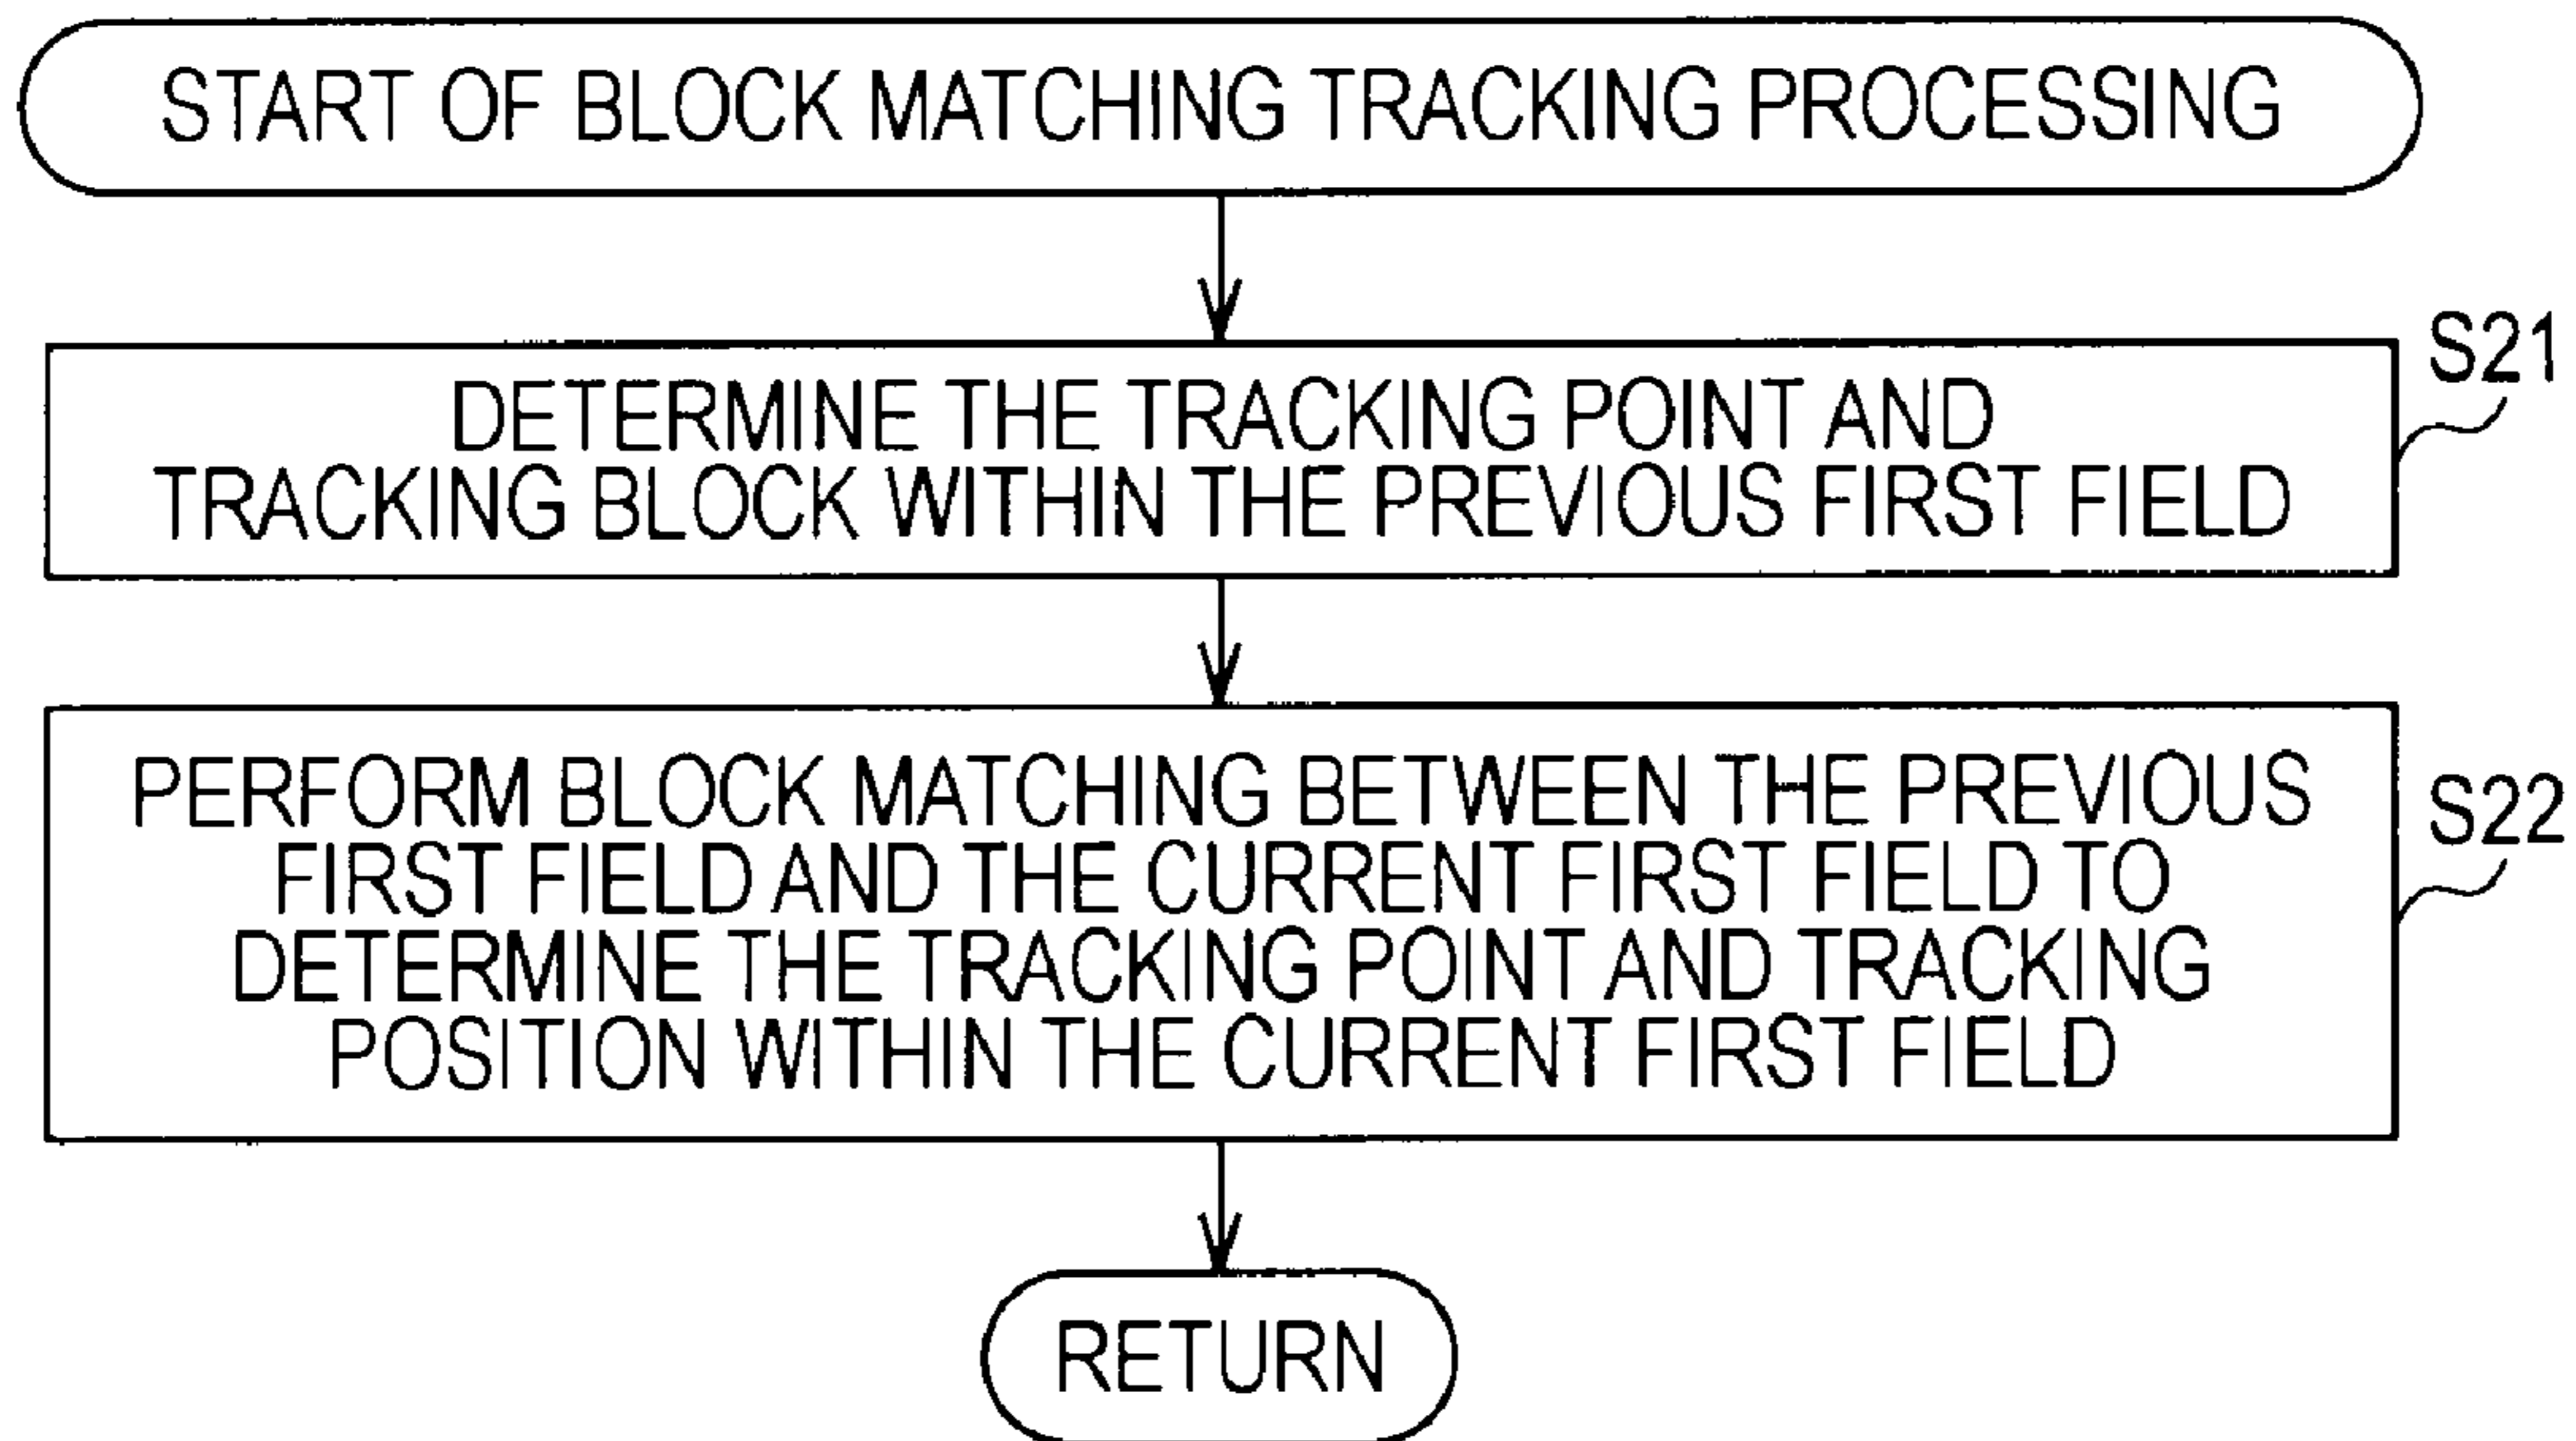 START OF BLOCK MATCHING TRACKING PROCESSING
S21
DETERMINE THE TRACKING POINT AND
TRACKING BLOCK WITHIN THE PREVIOUS FIRST FIELD
S22
PERFORM BLOCK MATCHING BETWEEN THE PREVIOUS
FIRST FIELD AND THE CURRENT FIRST FIELD TO
DETERMINE THE TRACKING POINT AND TRACKING
POSITION WITHIN THE CURRENT FIRST FIELD
RETURN